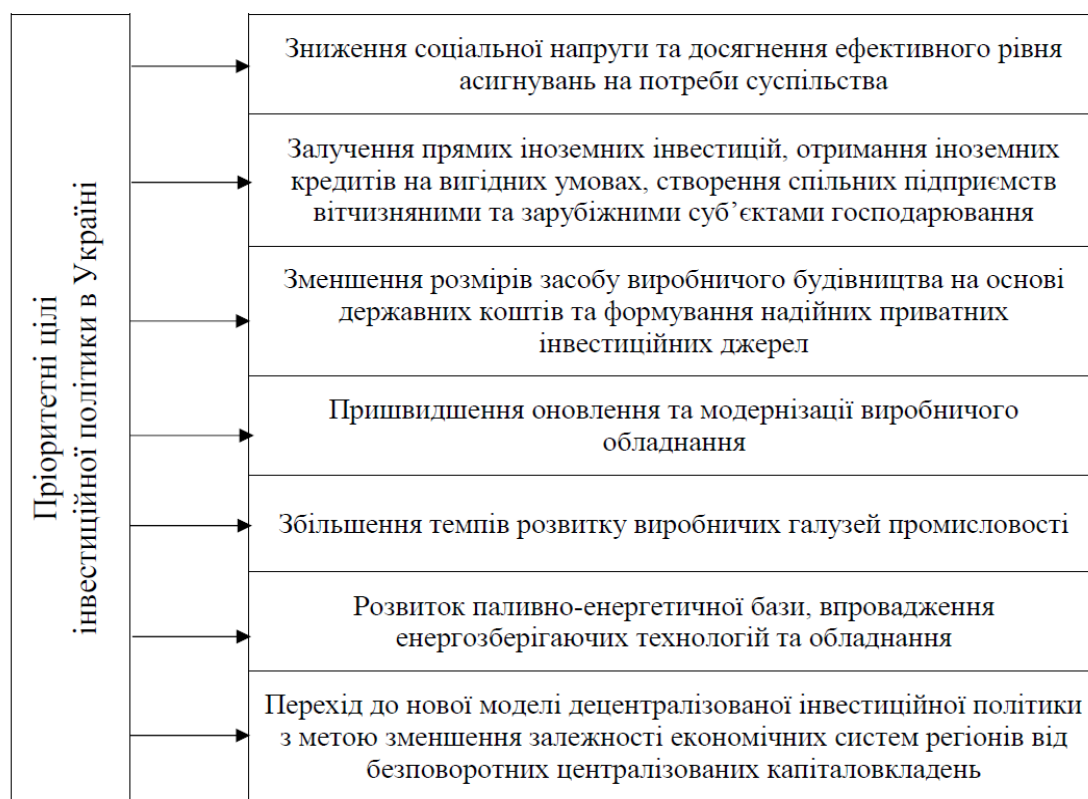 Пріоритетні цілі
інвестиційної політики в Україні
Зниження соціальної напруги та досягнення ефективного рівня
асигнувань на потреби суспільства
Залучення прямих іноземних інвестицій, отримання іноземних
кредитів на вигідних умовах, створення спільних підприємств
вітчизняними та зарубіжними суб’єктами господарювання
Зменшення розмірів засобу виробничого будівництва на основі
державних коштів та формування надійних приватних
інвестиційних джерел
Пришвидшення оновлення та модернізації виробничого
обладнання
Збільшення темпів розвитку виробничих галузей промисловості
Розвиток паливно-енергетичної бази, впровадження
енергозберігаючих технологій та обладнання
Перехід до нової моделі децентралізованої інвестиційної політики
з метою зменшення залежності економічних систем регіонів від
безповоротних централізованих капіталовкладень